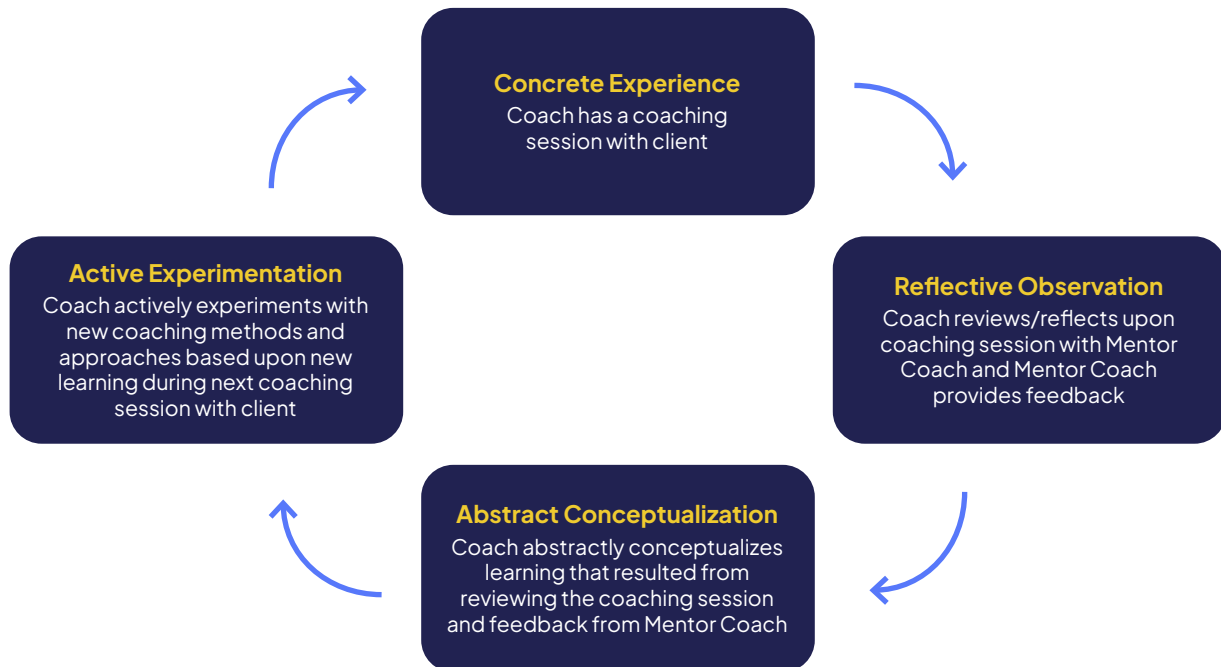 Concrete Experience
Coach has a coaching
session with client
Active Experimentation
Coach actively experiments with
new coaching methods and
approaches based upon new
learning during next coaching
session with client
Reflective Observation
Coach reviews/reflects upon
coaching session with Mentor
Coach and Mentor Coach
provides feedback
Abstract Conceptualization
Coach abstractly conceptualizes
learning that resulted from
reviewing the coaching session
and feedback from Mentor Coach